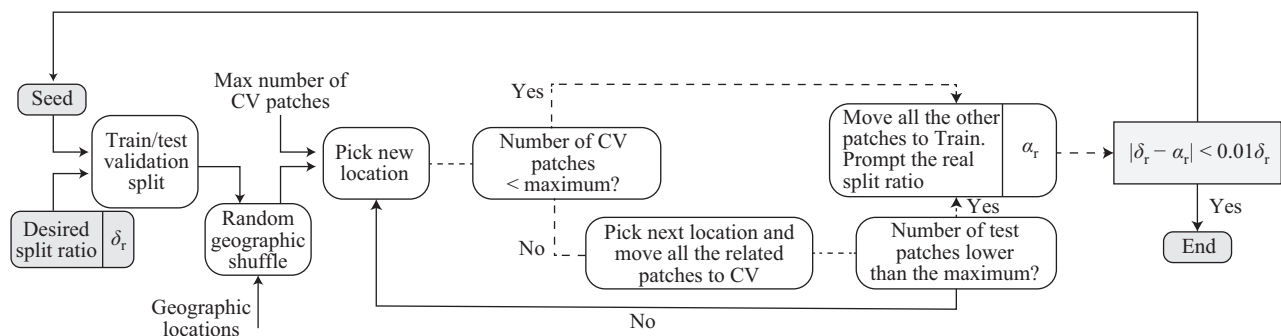 Seed
Desired
split ratio
δr
Train/test
validation
split
Max number of
CV patches
Random
geographic
shuffle
Geographic
locations
Pick new
location
Number of CV
patches
< maximum?
Yes
No
Pick next location and
move all the related
patches to CV
Number of test
patches lower
than the maximum?
No
Yes
Move all the other
patches to Train.
Prompt the real
split ratio
αr
|δr − αr| < 0.01δr
Yes
End